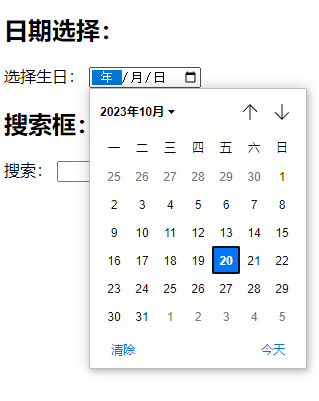 日期选择：
选择生日： 年/月/日
2023年10月
搜索框：
一 二 三 四 五 六 日
搜索：
25 26 27 28 29 30 1
2 3 4 5 6 7 8
9 10 11 12 13 14 15
16 17 18 19 20 21 22
23 24 25 26 27 28 29
30 31 1 2 3 4 5
清除 今天